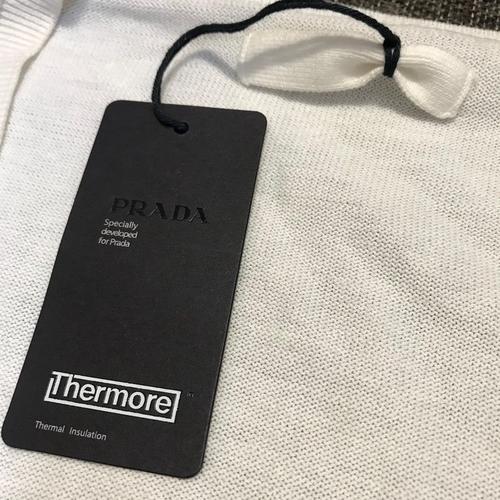 PRADA
Specially
developed
for Prada
Thermore
Thermal Insulation